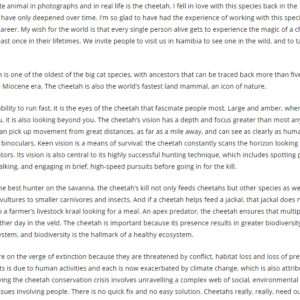 te animal in photographs and in real life is the cheetah. I fell in love with this species back in the
have only deepened over time. I'm so glad to have had the experience of working with this speci
areer. My wish for the world is that every single person alive gets to experience the magic of a ch
ast once in their lifetimes. We invite people to visit us in Namibia to see one in the wild, and to ta
h is one of the oldest of the big cat species, with ancestors that can be traced back more than five
e Miocene era. The cheetah is also the world's fastest land mammal, an icon of nature.
bility to run fast, it is the eyes of the cheetah that fascinate people most. Large and amber, when
u, it is also looking beyond you. The cheetah's vision has a depth and focus greater than most any
an pick up movement from great distances, as far as a mile away, and can see as clearly as huma
binoculars. Keen vision is a means of survival: the cheetah constantly scans the horizon looking
tors. Its vision is also central to its highly successful hunting technique, which includes spotting p
alking, and engaging in brief, high-speed pursuits before going in for the kill.
he best hunter on the savanna, the cheetah's kill not only feeds cheetahs but other species as we
vultures to smaller carnivores and insects. And if a cheetah helps feed a jackal, that jackal does n
o a farmer's livestock kraal looking for a meal. An apex predator, the cheetah ensures that multip
ther day in the veld. The cheetah is important because its presence results in greater biodiversity
ystem, and biodiversity is the hallmark of a healthy ecosystem.
re on the verge of extinction because they are threatened by conflict, habitat loss and loss of pre
ts is due to human activities and each is now exacerbated by climate change, which is also attrib
ving the cheetah conservation crisis involves unravelling a complex web of social, environmental
ssues involving people. There is no quick fix and no easy solution. Cheetahs really, really, need o